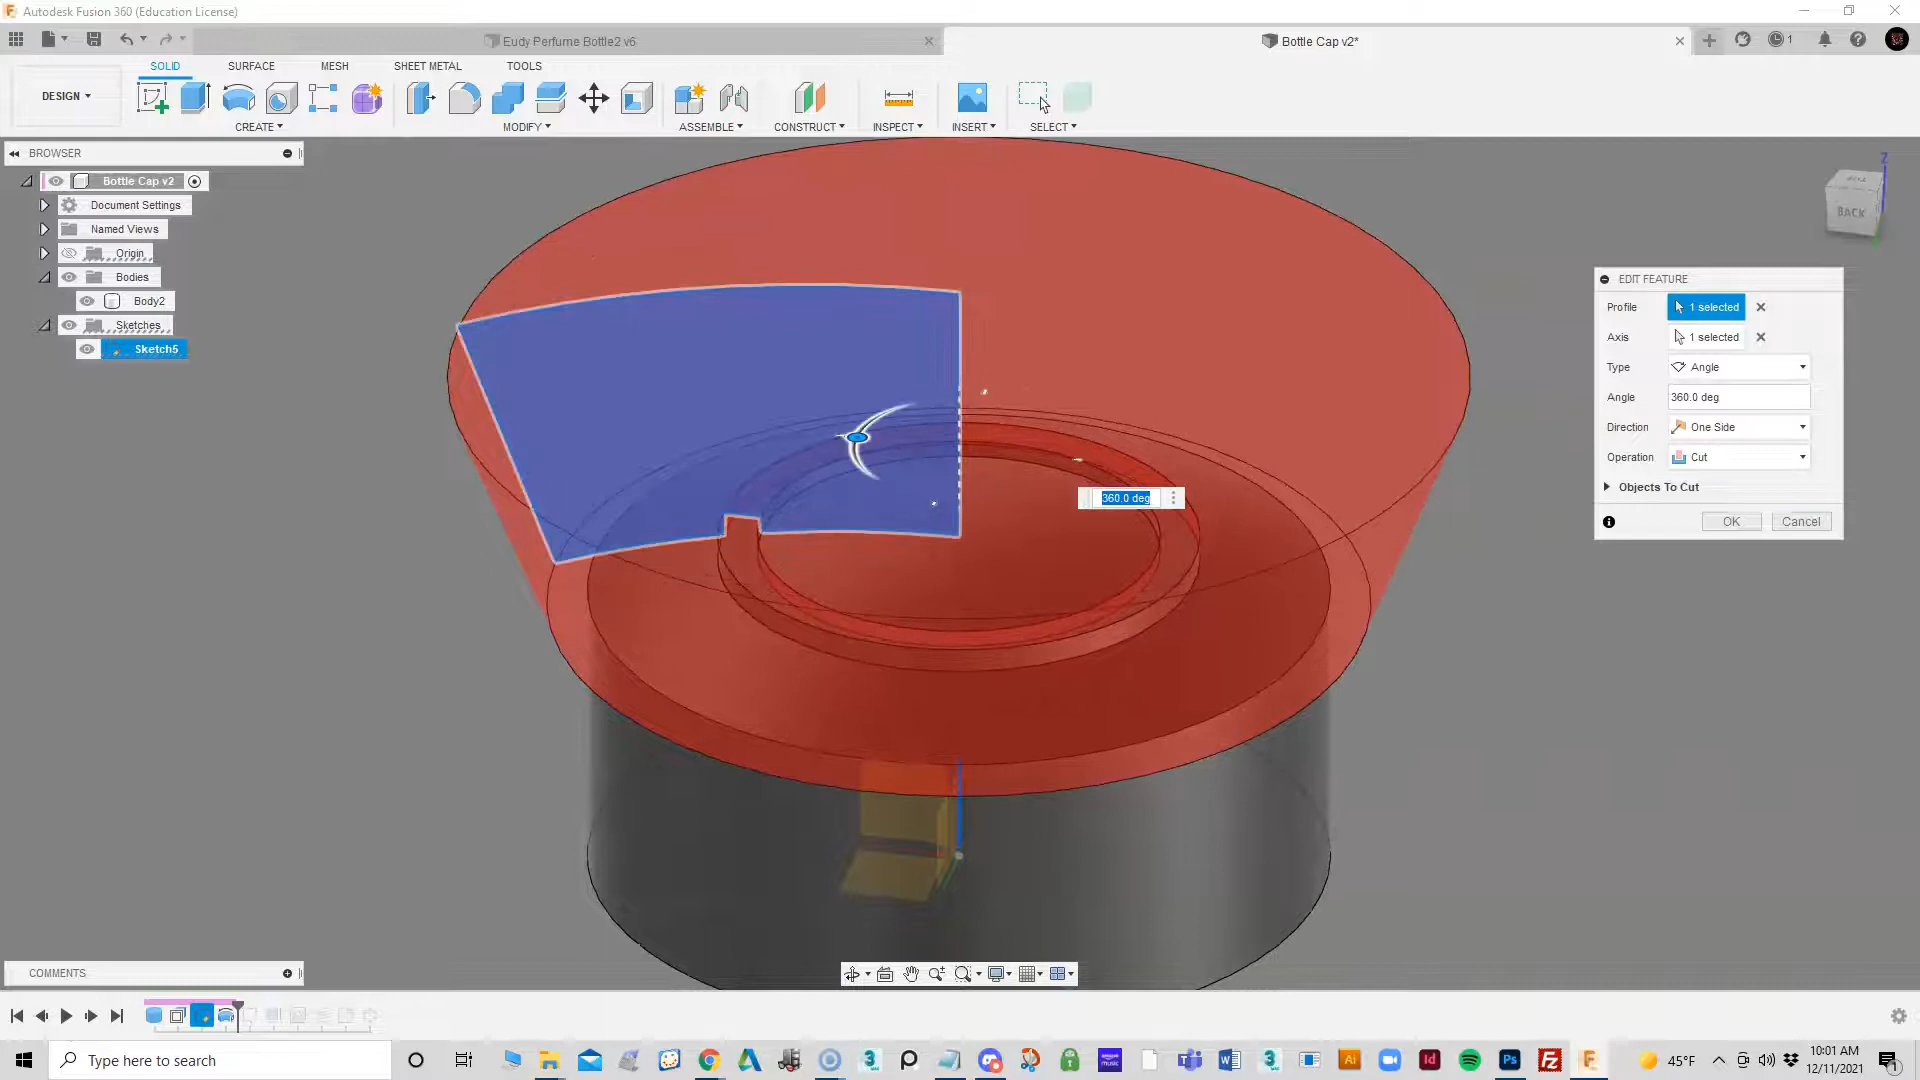 Autodesk Fusion 360 (Education License)
Eudy Perfume Bottle2 v6
Bottle Cap v2*
1
SOLID SURFACE MESH SHEET METAL TOOLS
DESIGN
CREATE MODIFY ASSEMBLE CONSTRUCT INSPECT INSERT SELECT
BROWSER
Bottle Cap v2
Document Settings
Named Views
Origin
Bodies
Body2
Sketches
Sketch5
Z
TOP
BACK
EDIT FEATURE
Profile 1 selected
Axis 1 selected
Type Angle
Angle 360.0 deg
Direction One Side
Operation Cut
Objects To Cut
OK Cancel
360.0 deg
COMMENTS
Type here to search
45°F
10:01 AM
12/11/2021
1